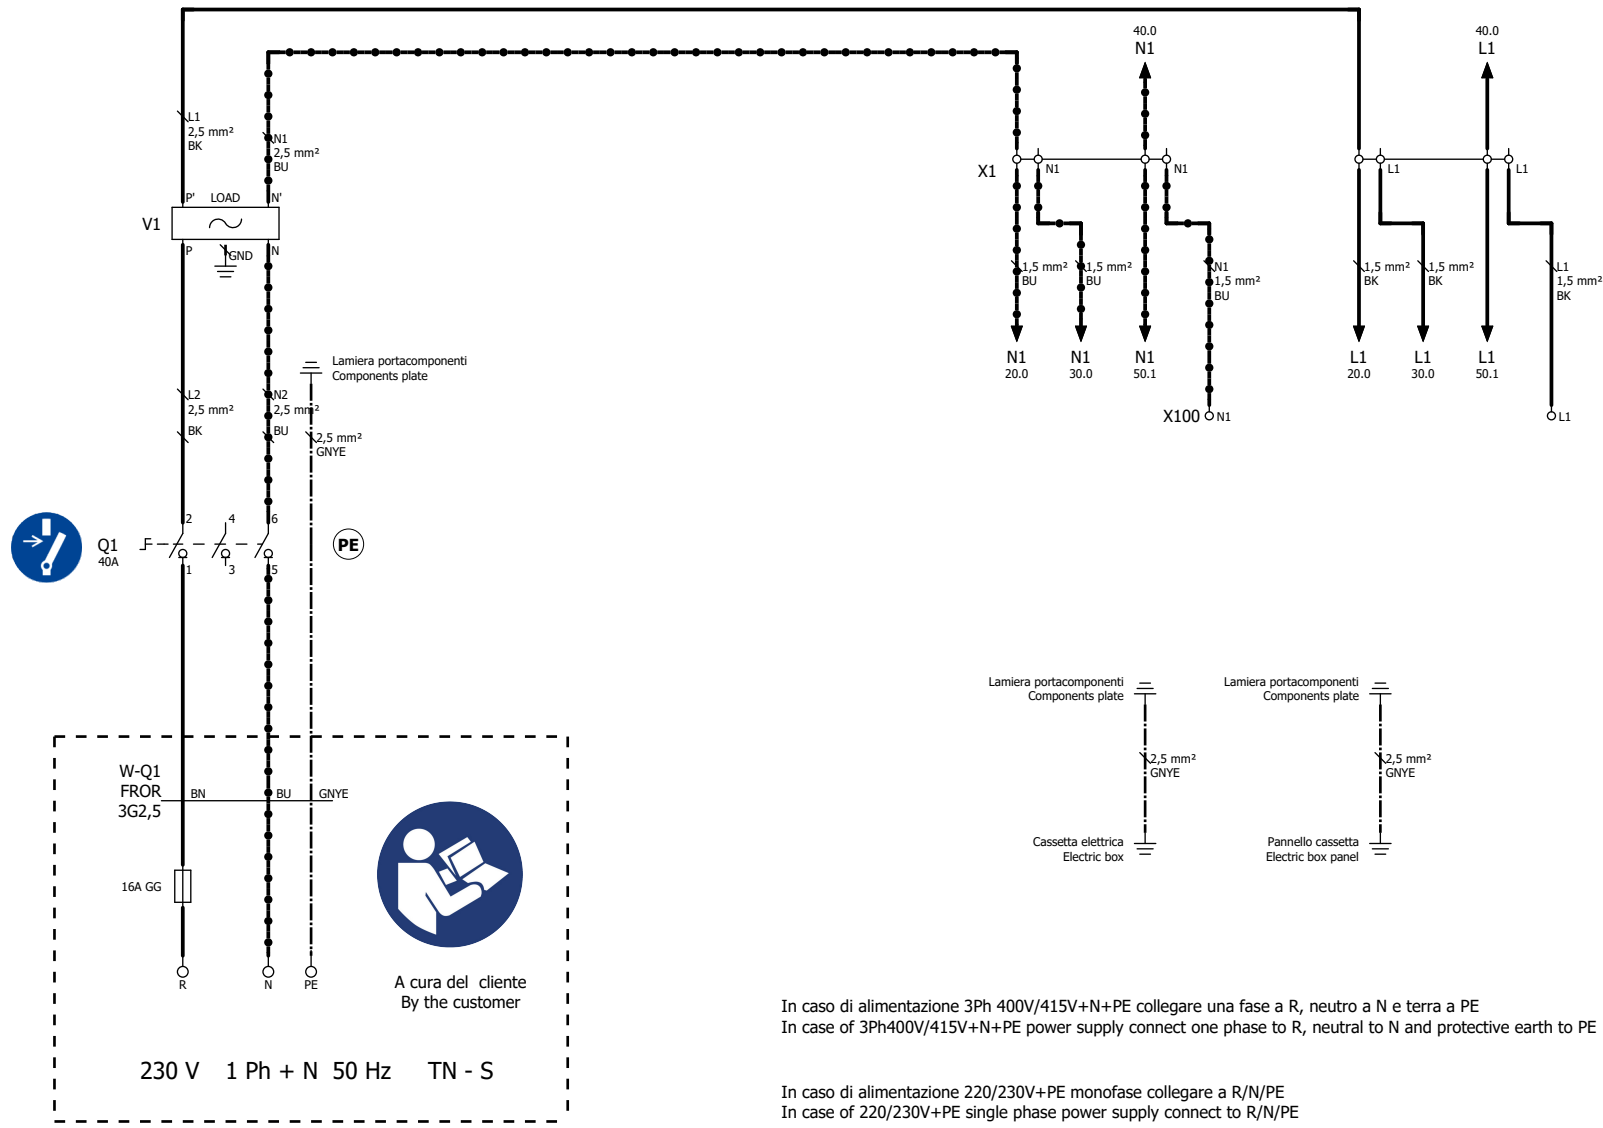 40.0
N1
40.0
L1
L1
2,5 mm²
BK
N1
2,5 mm²
BU
P' LOAD N'
V1
P GND N
X1
N1
N1
L1
L1
1,5 mm²
BU
1,5 mm²
BU
N1
1,5 mm²
BU
1,5 mm²
BK
1,5 mm²
BK
L1
1,5 mm²
BK
N1
20.0
N1
30.0
N1
50.1
L1
20.0
L1
30.0
L1
50.1
X100 N1
L1
Lamiera portacomponenti
Components plate
L2
2,5 mm²
BK
N2
2,5 mm²
BU
2,5 mm²
GNYE
2 4 6
Q1
40A
1 3 5
PE
Lamiera portacomponenti
Components plate
2,5 mm²
GNYE
Cassetta elettrica
Electric box
Lamiera portacomponenti
Components plate
2,5 mm²
GNYE
Pannello cassetta
Electric box panel
W-Q1
FROR
3G2,5
BN BU GNYE
16A GG
R N PE
A cura del cliente
By the customer
230 V 1 Ph + N 50 Hz TN - S
In caso di alimentazione 3Ph 400V/415V+N+PE collegare una fase a R, neutro a N e terra a PE
In case of 3Ph400V/415V+N+PE power supply connect one phase to R, neutral to N and protective earth to PE
In caso di alimentazione 220/230V+PE monofase collegare a R/N/PE
In case of 220/230V+PE single phase power supply connect to R/N/PE